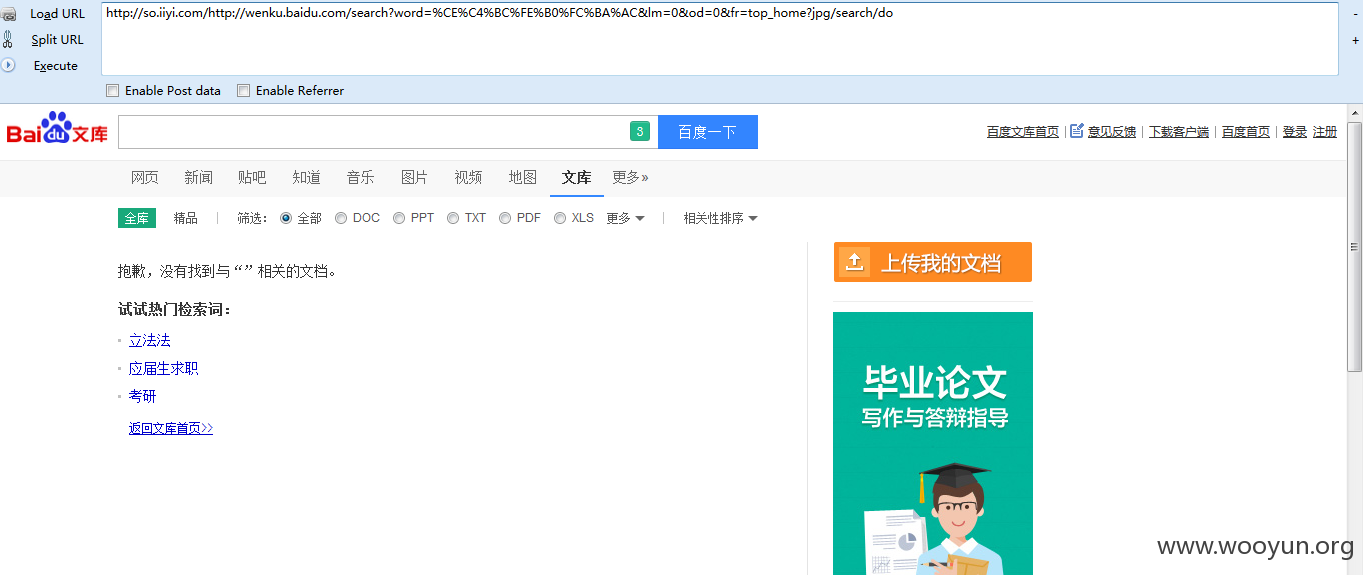 Load URL
http://so.iiyi.com/http://wenku.baidu.com/search?word=%CE%C4%BC%FE%B0%FC%BA%AC&lm=0&od=0&fr=top_home?jpg/search/do
-
Split URL
+
Execute
Enable Post data Enable Referrer
Bai du 文库
3 百度一下
百度文库首页 | 意见反馈 | 下载客户端 | 百度首页 | 登录 注册
网页 新闻 贴吧 知道 音乐 图片 视频 地图 文库 更多»
全库 精品 | 筛选: 全部 DOC PPT TXT PDF XLS 更多 | 相关性排序
上传我的文档
抱歉，没有找到与“”相关的文档。
试试热门检索词：
立法法
应届生求职
考研
返回文库首页>>
毕业论文
写作与答辩指导
www.wooyun.org